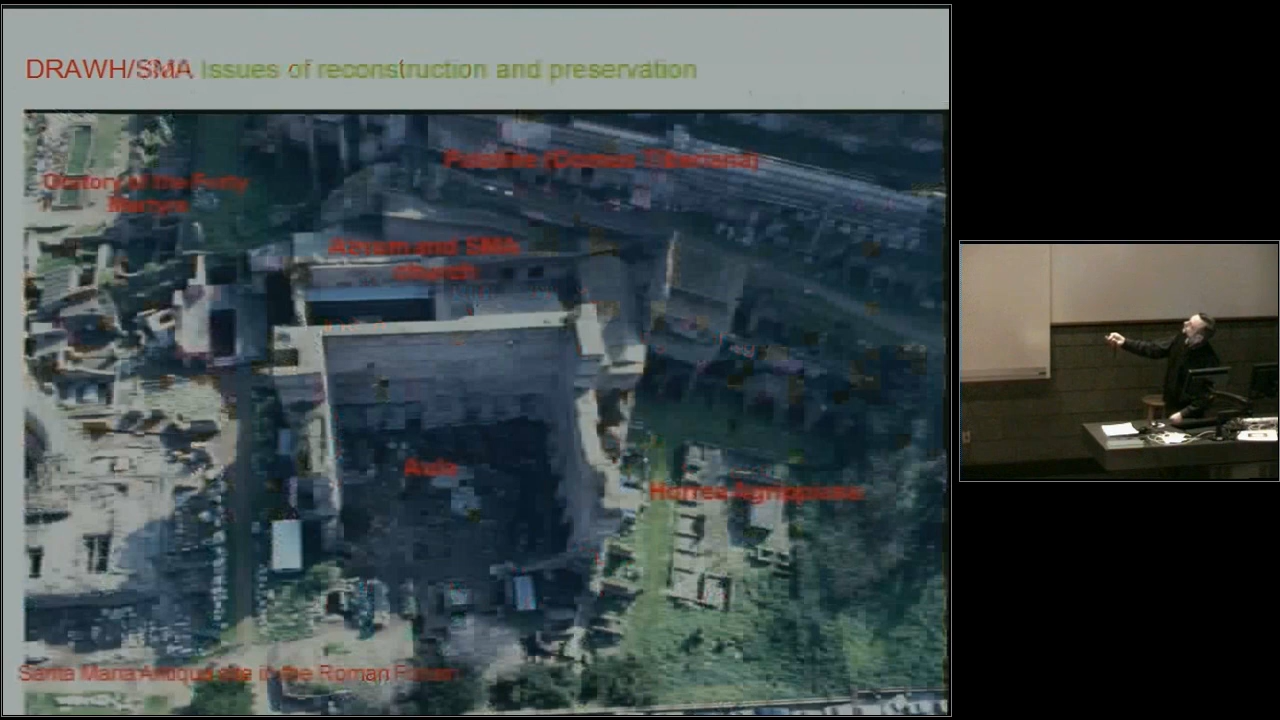 DRAWH/SMA Issues of reconstruction and preservation
Palatine (Domus Tiberiana)
Oratory of the Forty
Martyrs
Atrium and SMA
church
Aula
Horrea Agrippiana
Santa Maria Antiqua site in the Roman Forum